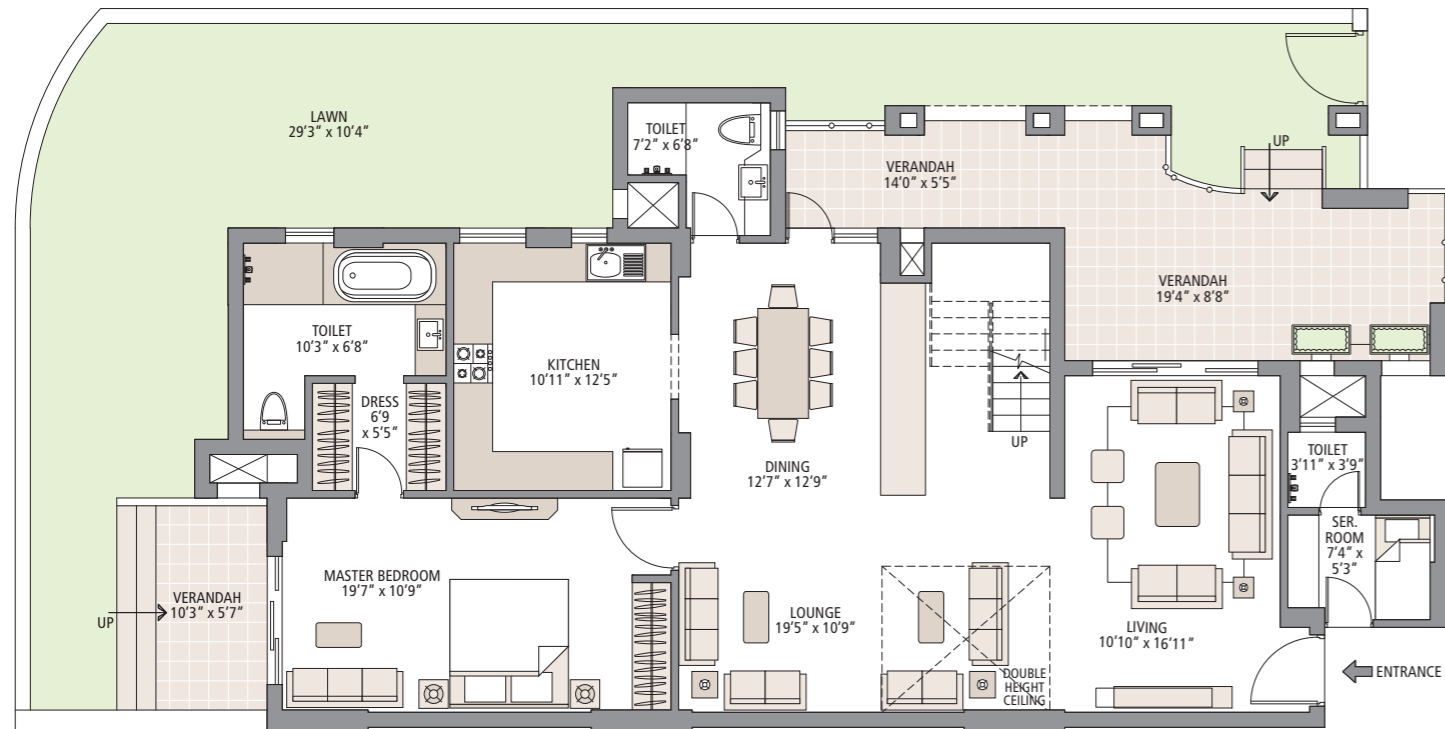 LAWN
29'3" x 10'4"
TOILET
7'2" x 6'8"
VERANDAH
14'0" x 5'5"
UP
VERANDAH
19'4" x 8'8"
TOILET
10'3" x 6'8"
KITCHEN
10'11" x 12'5"
DRESS
6'9
x 5'5"
UP
DINING
12'7" x 12'9"
TOILET
3'11" x 3'9"
SER.
ROOM
7'4" x
5'3"
MASTER BEDROOM
19'7" x 10'9"
VERANDAH
10'3" x 5'7"
UP
LOUNGE
19'5" x 10'9"
LIVING
10'10" x 16'11"
DOUBLE
HEIGHT
CEILING
ENTRANCE